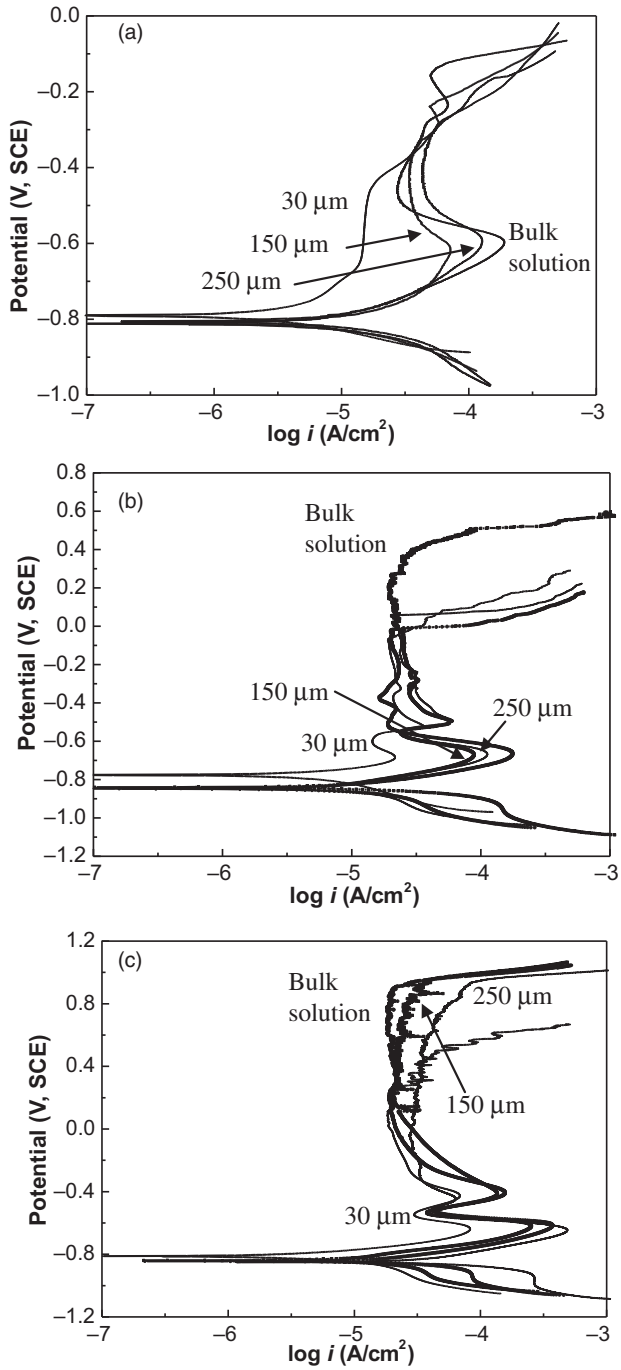 (a)
0.0
−0.2
−0.4
−0.6
−0.8
−1.0
Potential (V, SCE)
30 μm
150 μm
250 μm
Bulk
solution
−7
−6
−5
−4
−3
log i (A/cm²)
(b)
0.8
0.6
0.4
0.2
0.0
−0.2
−0.4
−0.6
−0.8
−1.0
−1.2
Potential (V, SCE)
Bulk
solution
150 μm
250 μm
30 μm
−7
−6
−5
−4
−3
log i (A/cm²)
(c)
1.2
0.8
0.4
0.0
−0.4
−0.8
−1.2
Potential (V, SCE)
Bulk
solution
250 μm
150 μm
30 μm
−7
−6
−5
−4
−3
log i (A/cm²)